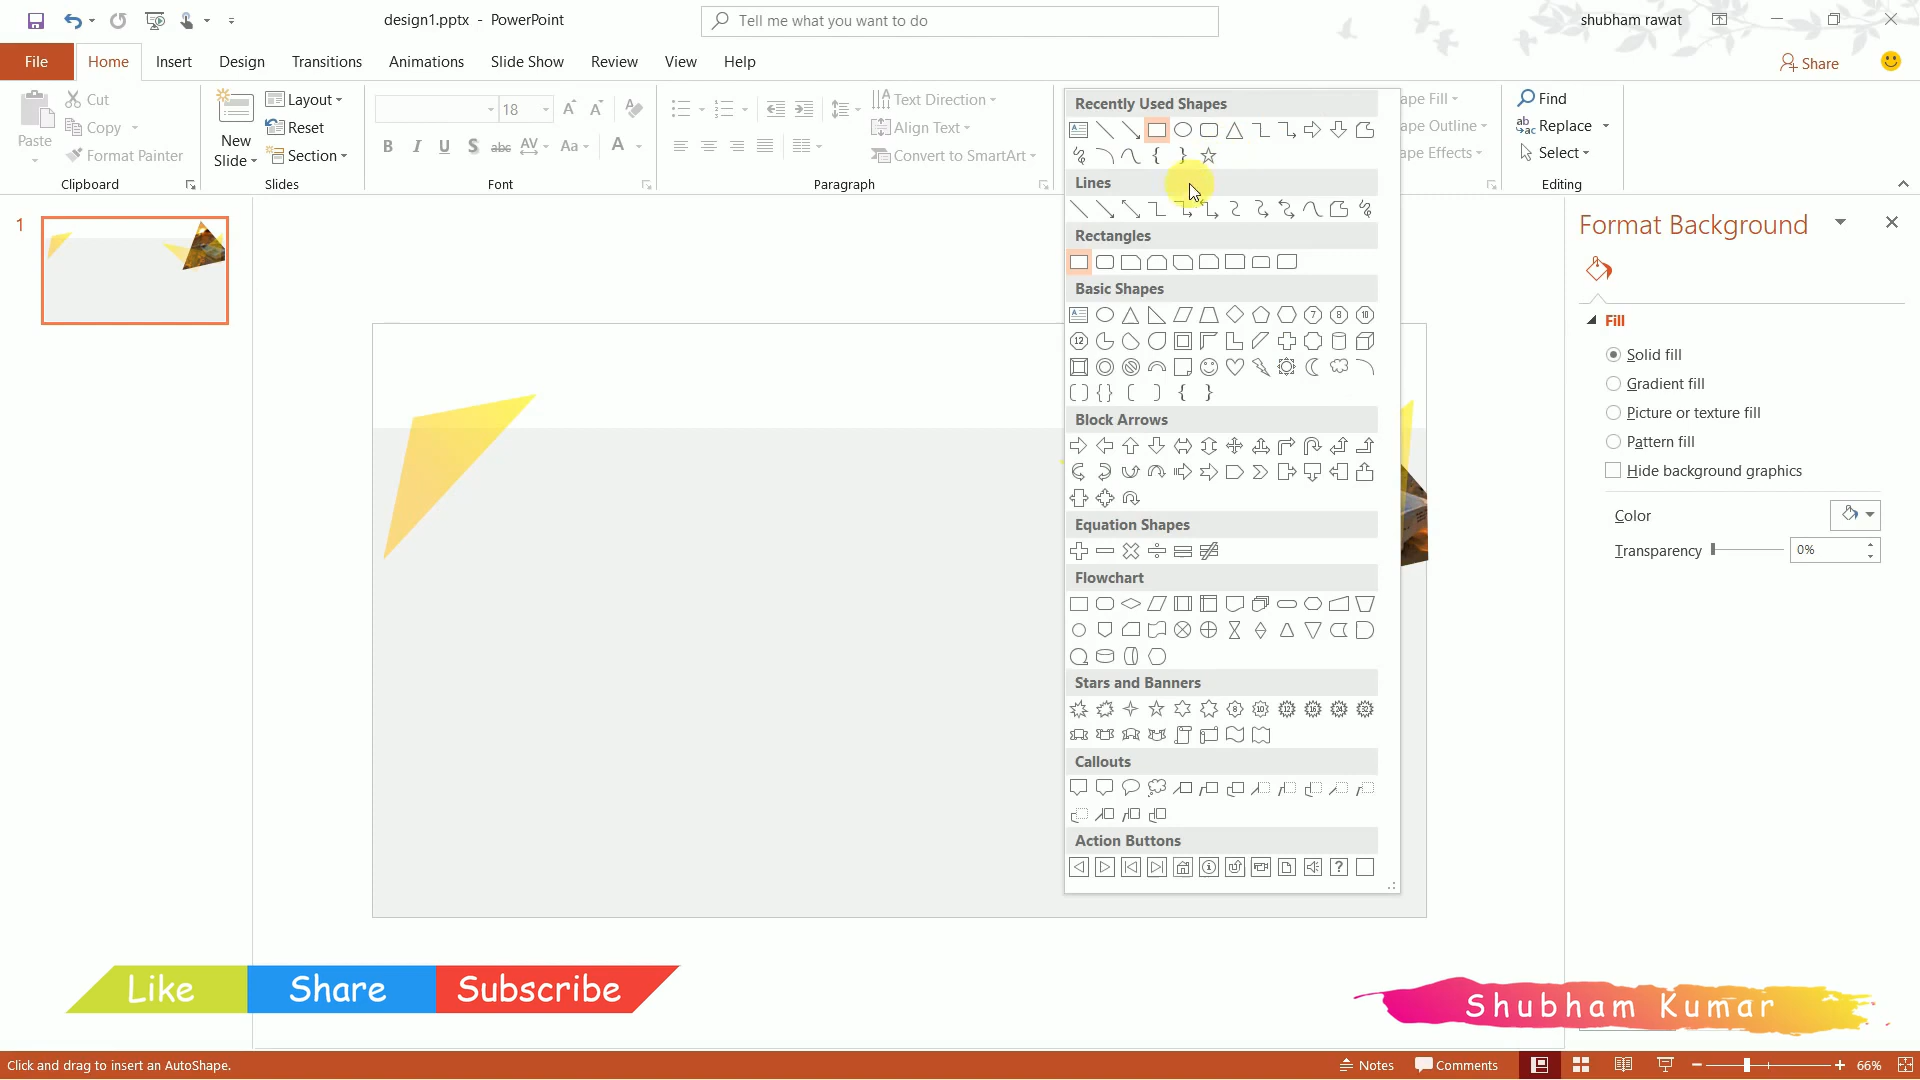 design1.pptx - PowerPoint
Tell me what you want to do
shubham rawat
File
Home
Insert
Design
Transitions
Animations
Slide Show
Review
View
Help
Share
Paste
Cut
Copy
Format Painter
Clipboard
New
Slide
Layout
Reset
Section
Slides
18
B I U S abc AV Aa A
Font
Text Direction
Align Text
Convert to SmartArt
Paragraph
Recently Used Shapes
Lines
Rectangles
Basic Shapes
Block Arrows
Equation Shapes
Flowchart
Stars and Banners
Callouts
Action Buttons
ape Fill
ape Outline
ape Effects
Find
Replace
Select
Editing
1
Format Background
Fill
Solid fill
Gradient fill
Picture or texture fill
Pattern fill
Hide background graphics
Color
Transparency
0%
Like
Share
Subscribe
Shubham Kumar
Click and drag to insert an AutoShape.
Notes
Comments
66%